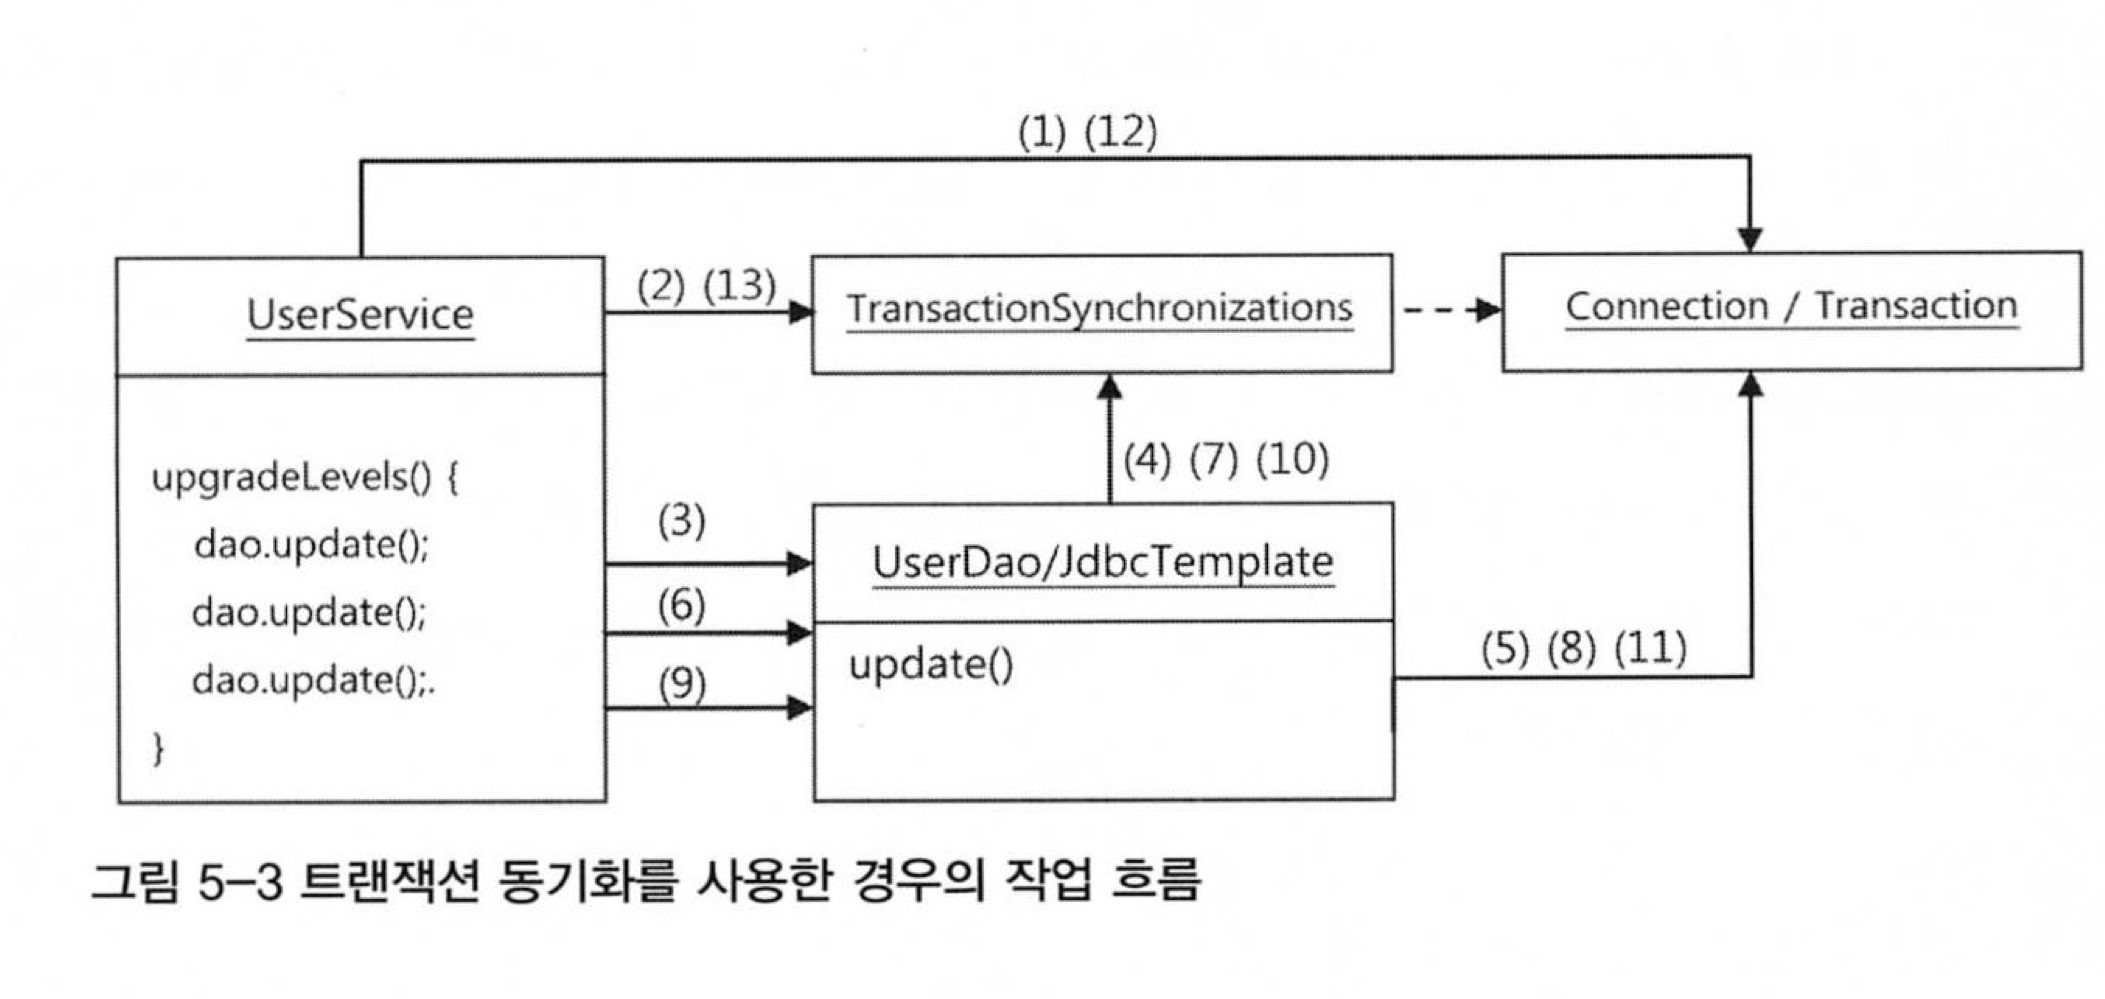 (1) (12)
UserService
(2) (13)
TransactionSynchronizations
Connection / Transaction
upgradeLevels() {
dao.update();
dao.update();
dao.update();.
}
(3)
(6)
(9)
(4) (7) (10)
UserDao/JdbcTemplate
update()
(5) (8) (11)
그림 5–3 트랜잭션 동기화를 사용한 경우의 작업 흐름